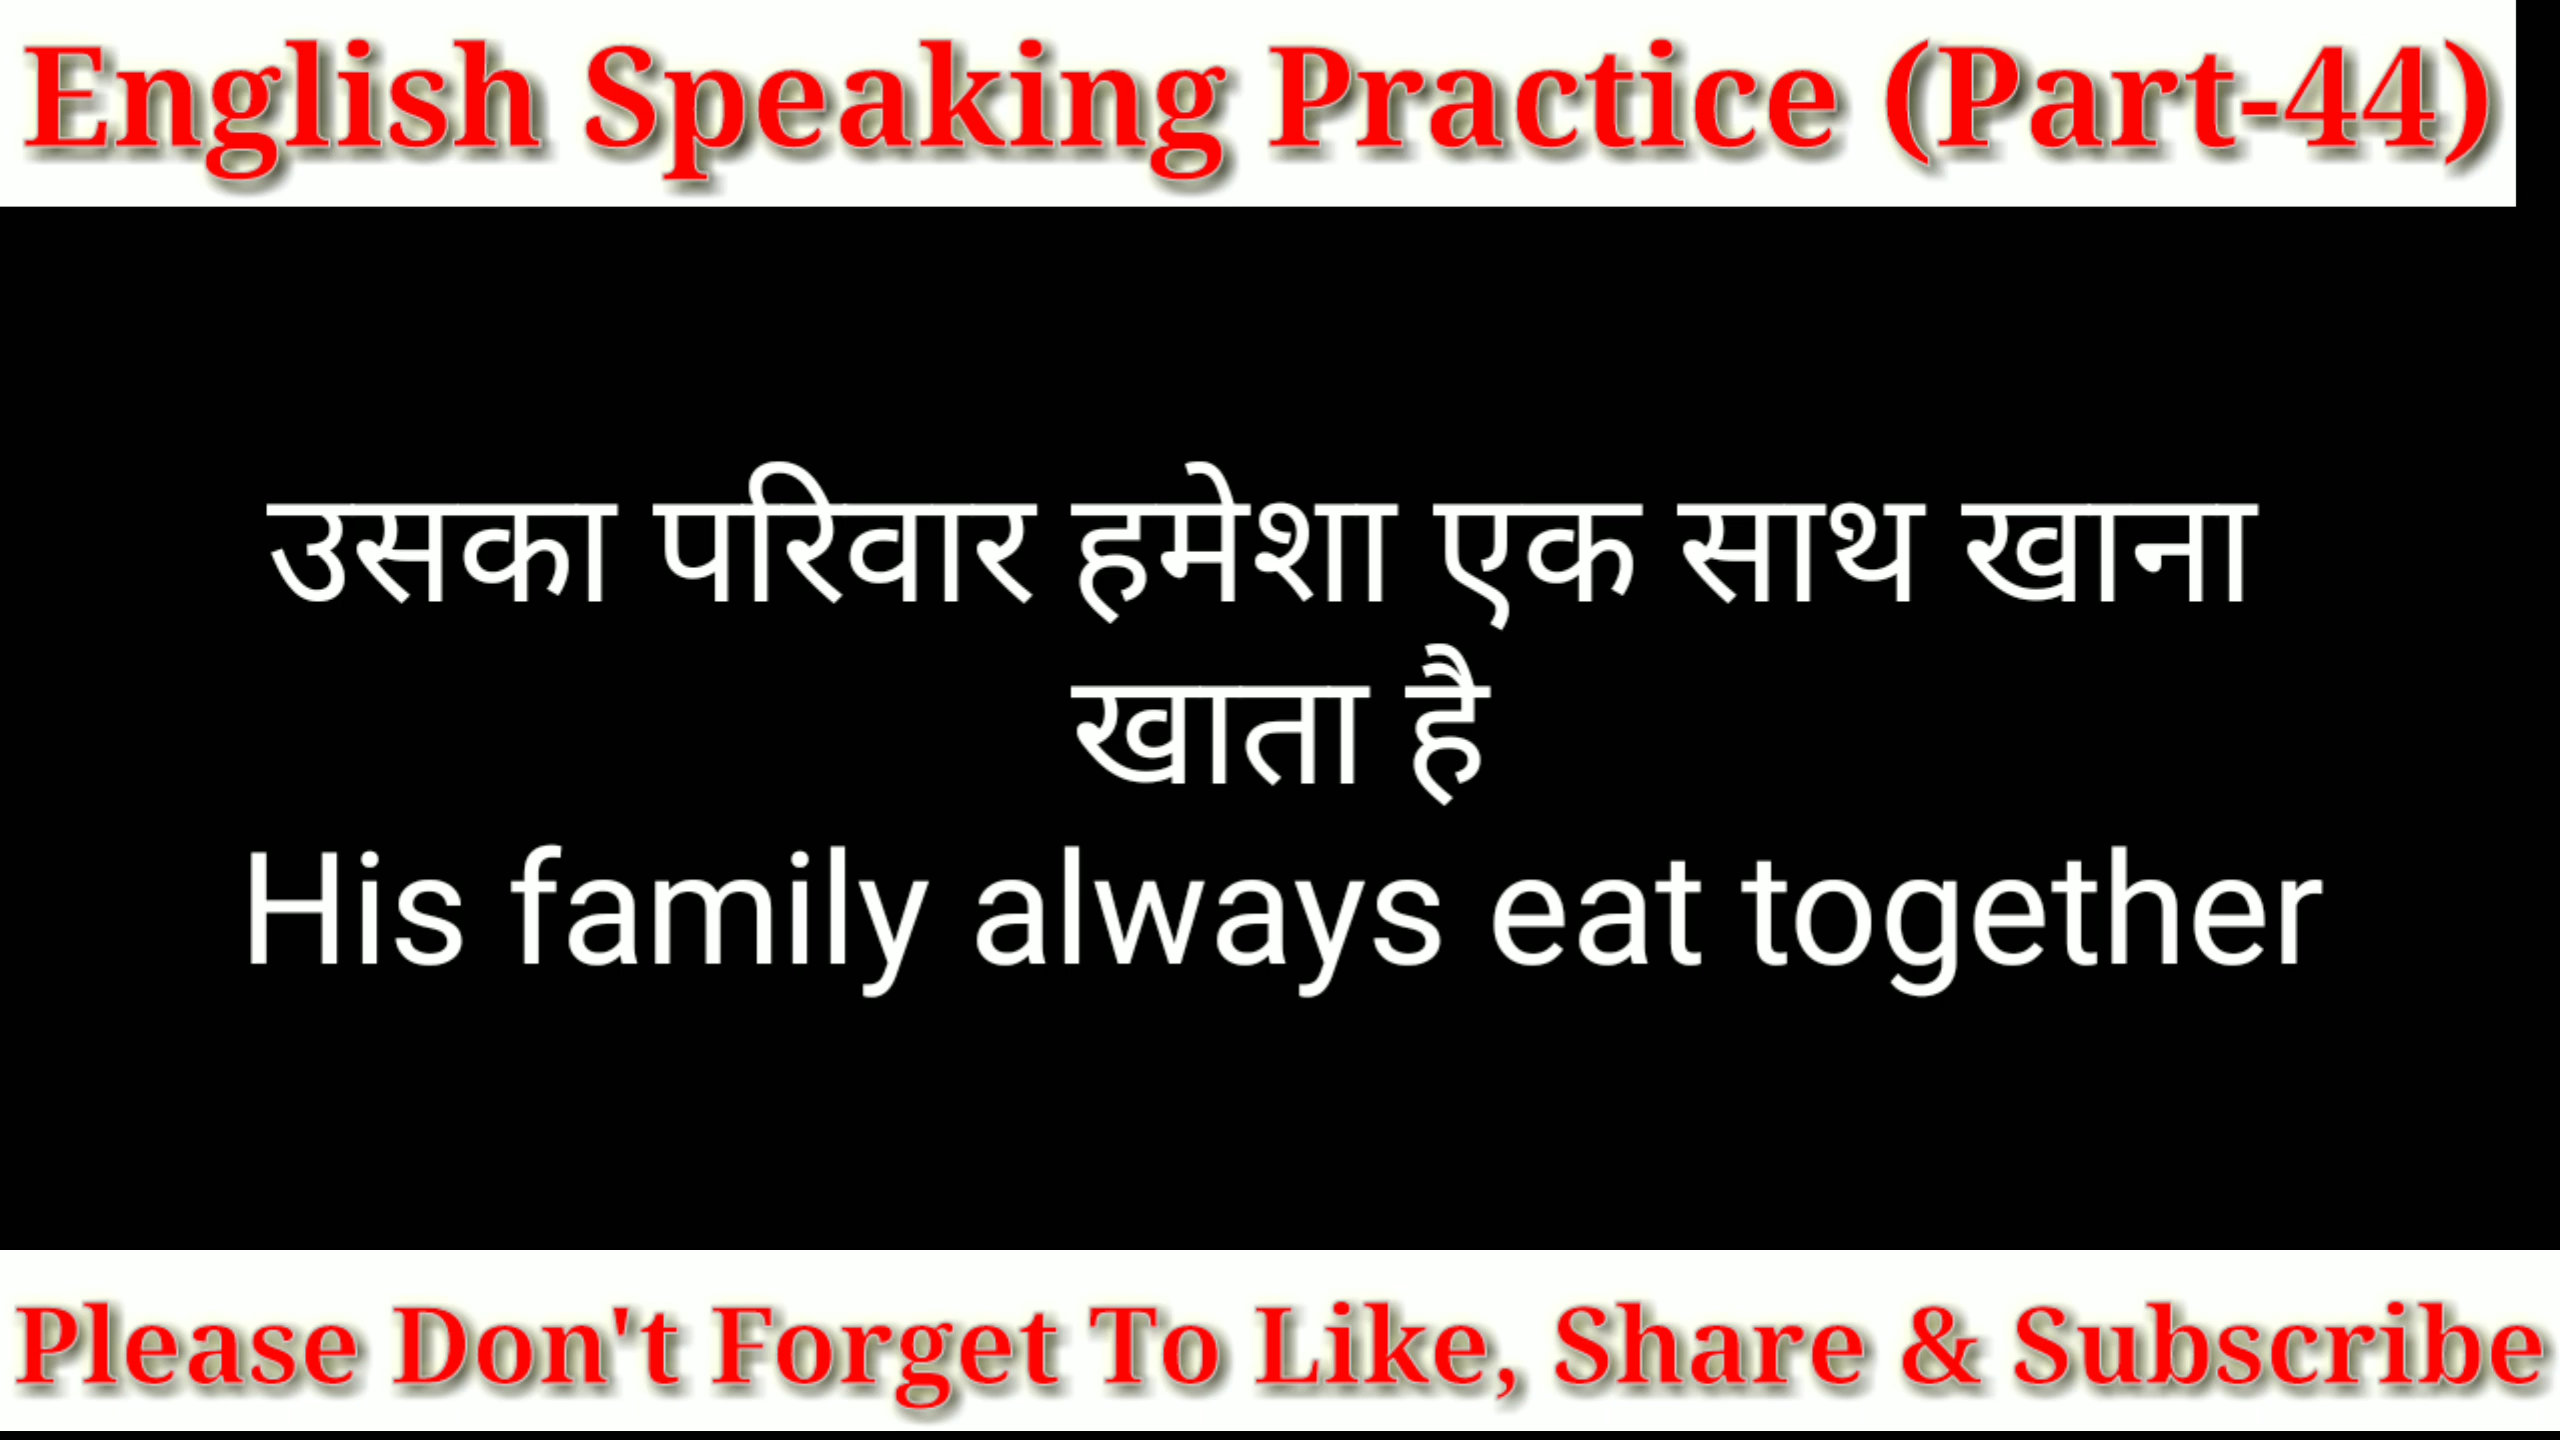 English Speaking Practice (Part-44)
उसका परिवार हमेशा एक साथ खाना
खाता है
His family always eat together
Please Don't Forget To Like, Share & Subscribe